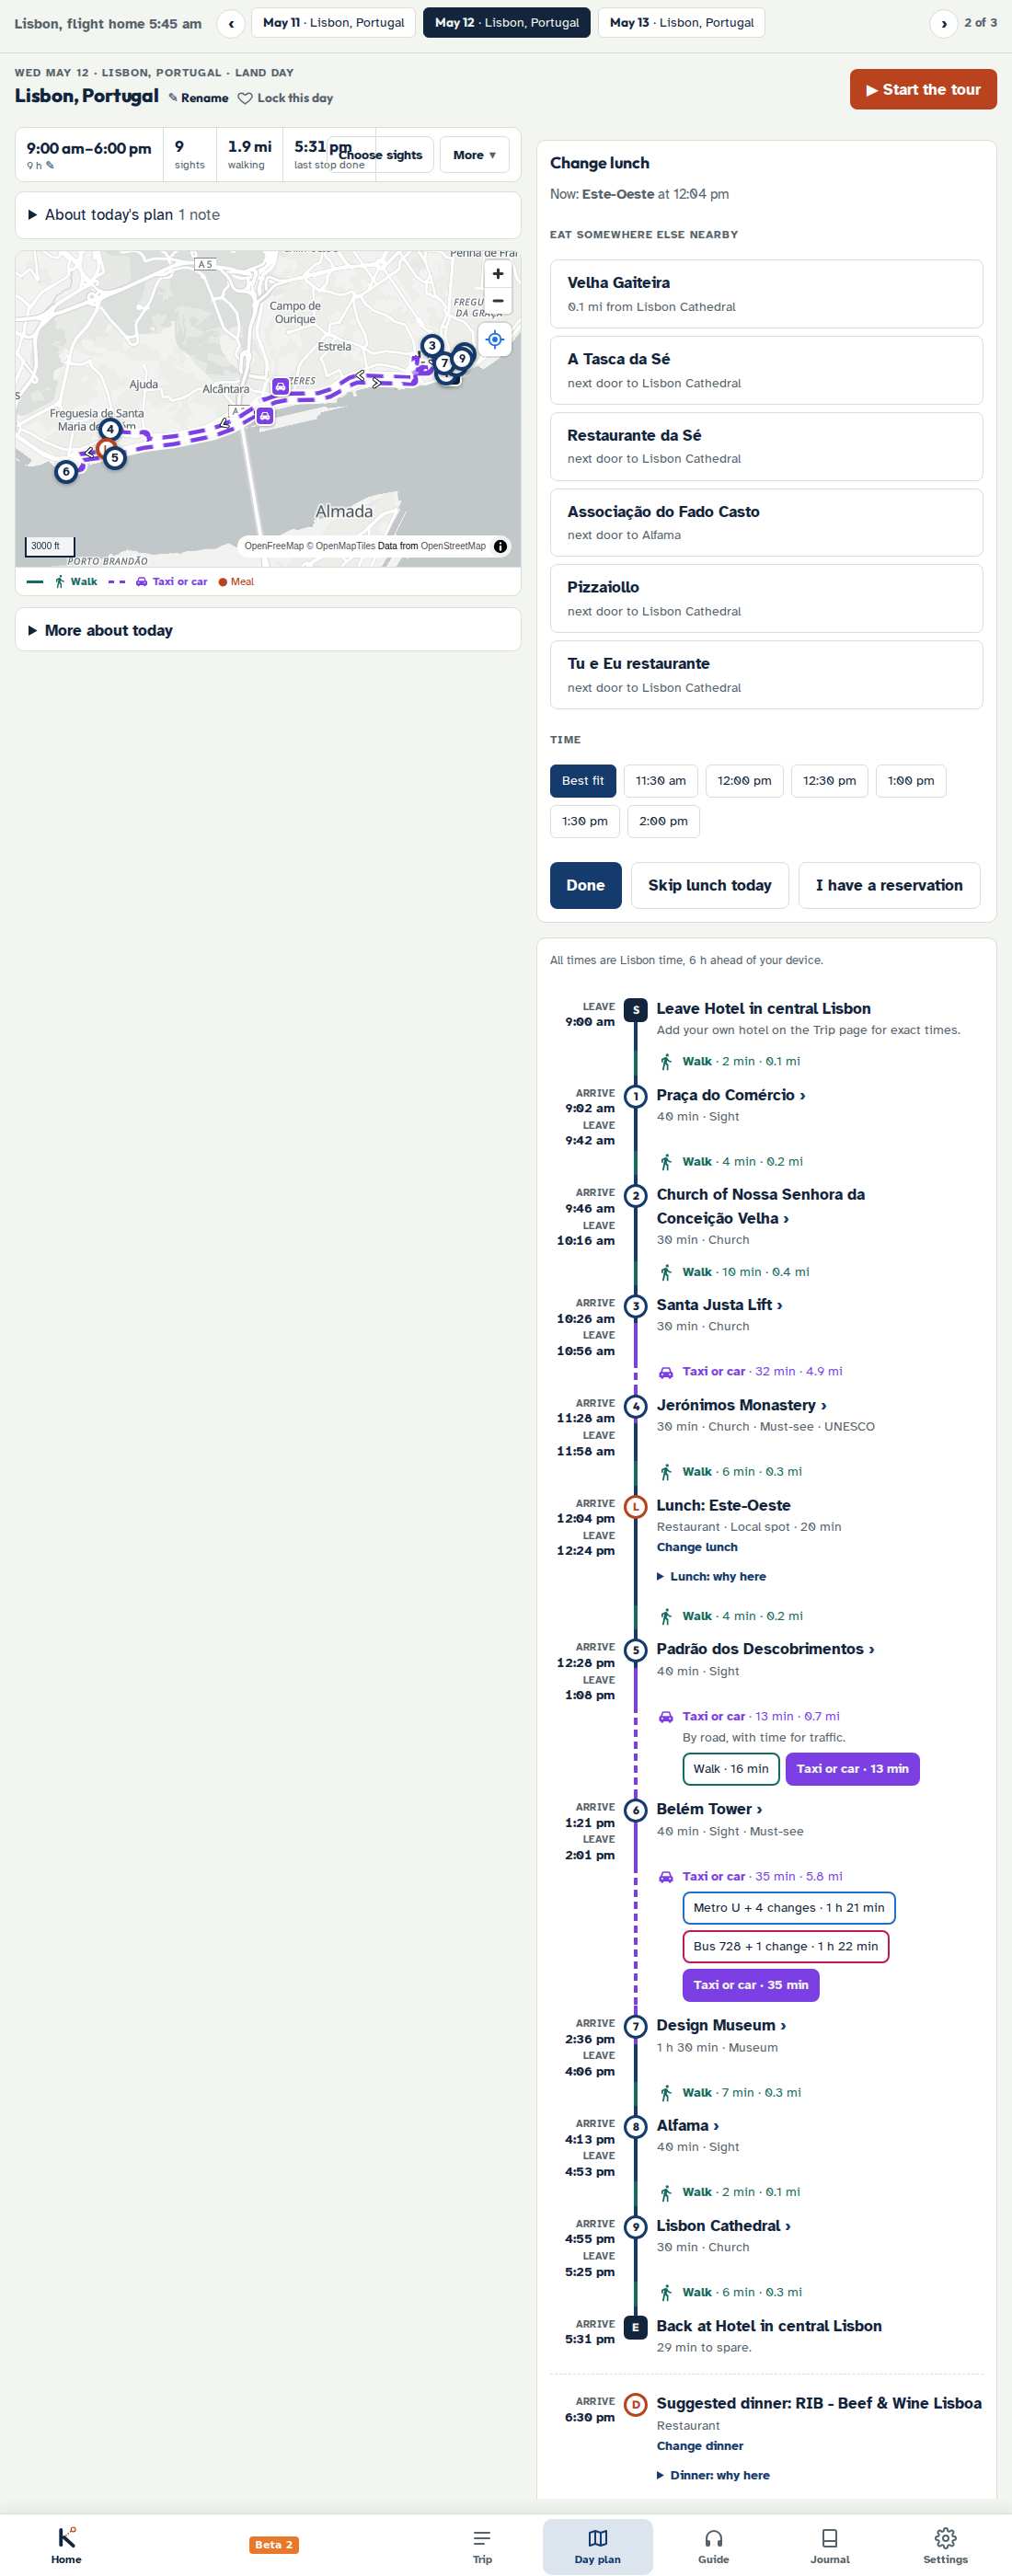 Lisbon, flight home 5:45 am
‹
May 11 · Lisbon, Portugal
May 12 · Lisbon, Portugal
May 13 · Lisbon, Portugal
›
2 of 3
WED MAY 12 · LISBON, PORTUGAL · LAND DAY
Lisbon, Portugal
✎ Rename
Lock this day
▶ Start the tour
9:00 am–6:00 pm
9 h ✎
9
sights
1.9 mi
walking
5:31 pm
last stop done
Choose sights
More ▾
▶ About today's plan 1 note
A 5
Penha de Fra
Campo de
Ourique
DA GRAÇA
Estrela
Ajuda
Alcântara
Freguesia de Santa
Maria de
Almada
PORTO BRANDÃO
3
7
9
4
5
6
+
−
3000 ft
OpenFreeMap © OpenMapTiles Data from OpenStreetMap
Walk
Taxi or car
Meal
▶ More about today
Change lunch
Now: Este-Oeste at 12:04 pm
EAT SOMEWHERE ELSE NEARBY
Velha Gaiteira
0.1 mi from Lisbon Cathedral
A Tasca da Sé
next door to Lisbon Cathedral
Restaurante da Sé
next door to Lisbon Cathedral
Associação do Fado Casto
next door to Alfama
Pizzaiollo
next door to Lisbon Cathedral
Tu e Eu restaurante
next door to Lisbon Cathedral
TIME
Best fit
11:30 am
12:00 pm
12:30 pm
1:00 pm
1:30 pm
2:00 pm
Done
Skip lunch today
I have a reservation
All times are Lisbon time, 6 h ahead of your device.
LEAVE
9:00 am
S
Leave Hotel in central Lisbon
Add your own hotel on the Trip page for exact times.
Walk · 2 min · 0.1 mi
ARRIVE
9:02 am
LEAVE
9:42 am
1
Praça do Comércio ›
40 min · Sight
Walk · 4 min · 0.2 mi
ARRIVE
9:46 am
LEAVE
10:16 am
2
Church of Nossa Senhora da
Conceição Velha ›
30 min · Church
Walk · 10 min · 0.4 mi
ARRIVE
10:26 am
LEAVE
10:56 am
3
Santa Justa Lift ›
30 min · Church
Taxi or car · 32 min · 4.9 mi
ARRIVE
11:28 am
LEAVE
11:58 am
4
Jerónimos Monastery ›
30 min · Church · Must-see · UNESCO
Walk · 6 min · 0.3 mi
ARRIVE
12:04 pm
LEAVE
12:24 pm
L
Lunch: Este-Oeste
Restaurant · Local spot · 20 min
Change lunch
▶ Lunch: why here
Walk · 4 min · 0.2 mi
ARRIVE
12:28 pm
LEAVE
1:08 pm
5
Padrão dos Descobrimentos ›
40 min · Sight
Taxi or car · 13 min · 0.7 mi
By road, with time for traffic.
Walk · 16 min
Taxi or car · 13 min
ARRIVE
1:21 pm
LEAVE
2:01 pm
6
Belém Tower ›
40 min · Sight · Must-see
Taxi or car · 35 min · 5.8 mi
Metro U + 4 changes · 1 h 21 min
Bus 728 + 1 change · 1 h 22 min
Taxi or car · 35 min
ARRIVE
2:36 pm
LEAVE
4:06 pm
7
Design Museum ›
1 h 30 min · Museum
Walk · 7 min · 0.3 mi
ARRIVE
4:13 pm
LEAVE
4:53 pm
8
Alfama ›
40 min · Sight
Walk · 2 min · 0.1 mi
ARRIVE
4:55 pm
LEAVE
5:25 pm
9
Lisbon Cathedral ›
30 min · Church
Walk · 6 min · 0.3 mi
ARRIVE
5:31 pm
E
Back at Hotel in central Lisbon
29 min to spare.
ARRIVE
6:30 pm
D
Suggested dinner: RIB - Beef & Wine Lisboa
Restaurant
Change dinner
▶ Dinner: why here
Home
Beta 2
Trip
Day plan
Guide
Journal
Settings